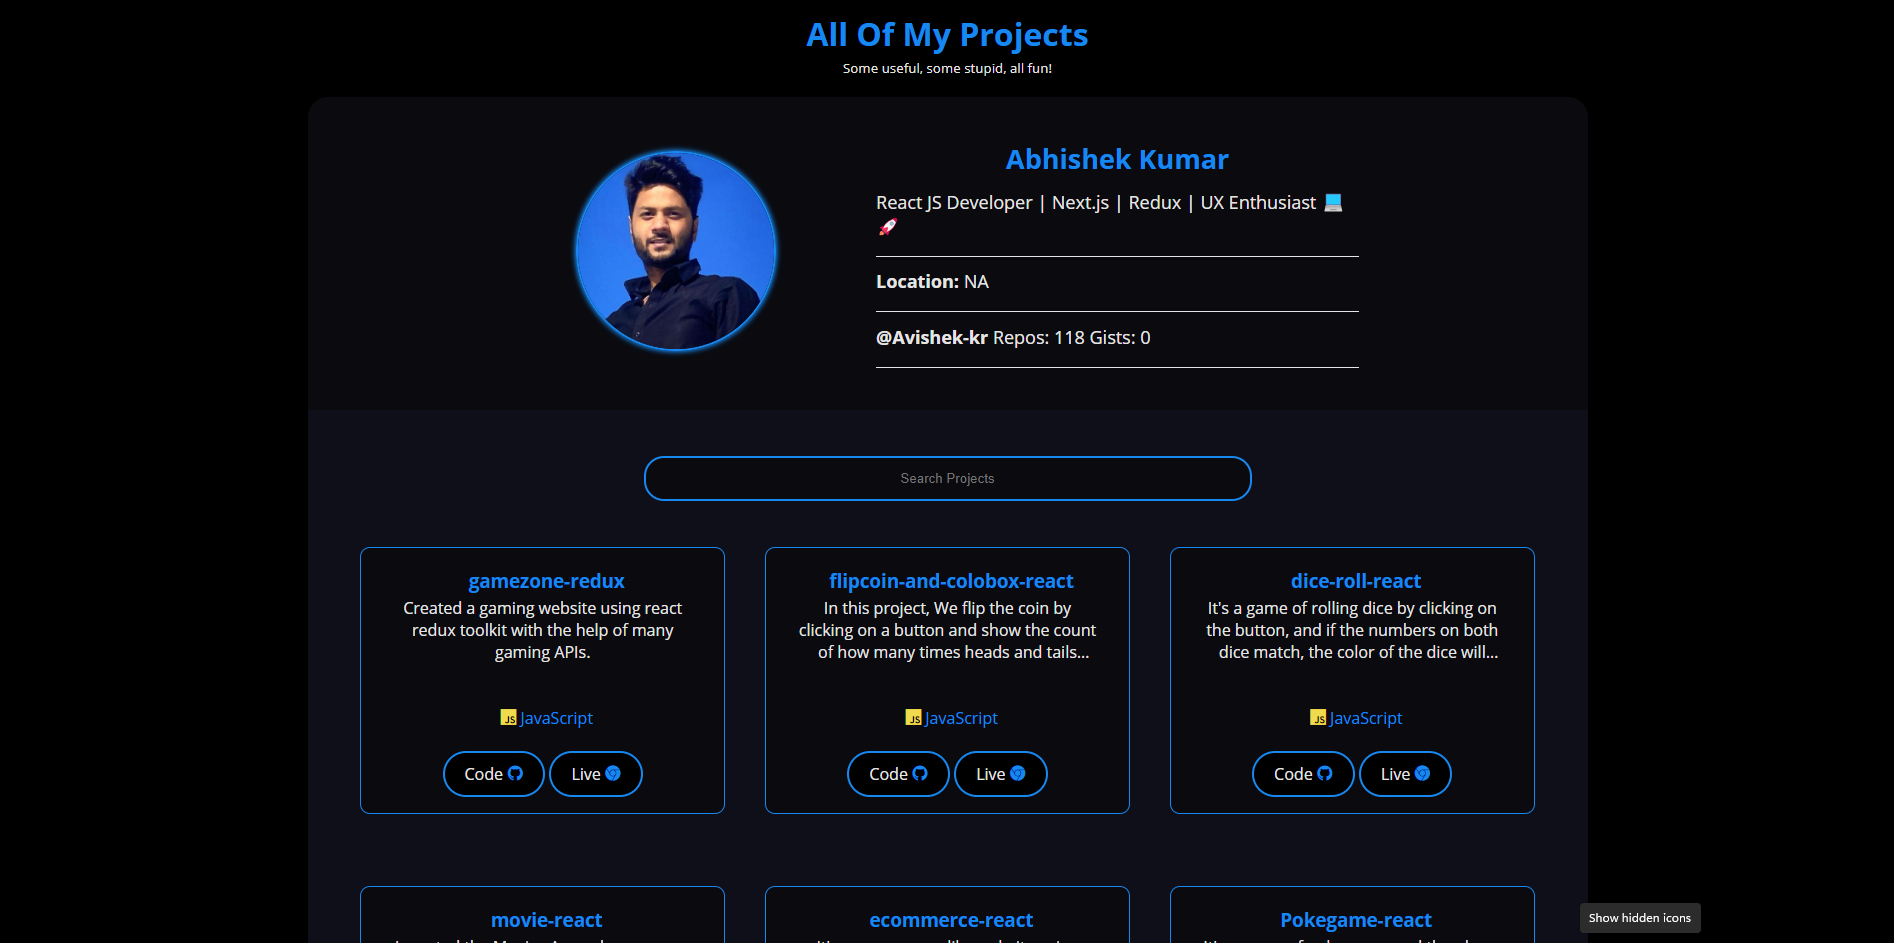 All Of My Projects
Some useful, some stupid, all fun!
Abhishek Kumar
React JS Developer | Next.js | Redux | UX Enthusiast 💻
🚀
Location: NA
@Avishek-kr Repos: 118 Gists: 0
Search Projects
gamezone-redux
Created a gaming website using react
redux toolkit with the help of many
gaming APIs.
JS JavaScript
Code Live
flipcoin-and-colobox-react
In this project, We flip the coin by
clicking on a button and show the count
of how many times heads and tails...
JS JavaScript
Code Live
dice-roll-react
It's a game of rolling dice by clicking on
the button, and if the numbers on both
dice match, the color of the dice will...
JS JavaScript
Code Live
movie-react
ecommerce-react
Pokegame-react
Show hidden icons